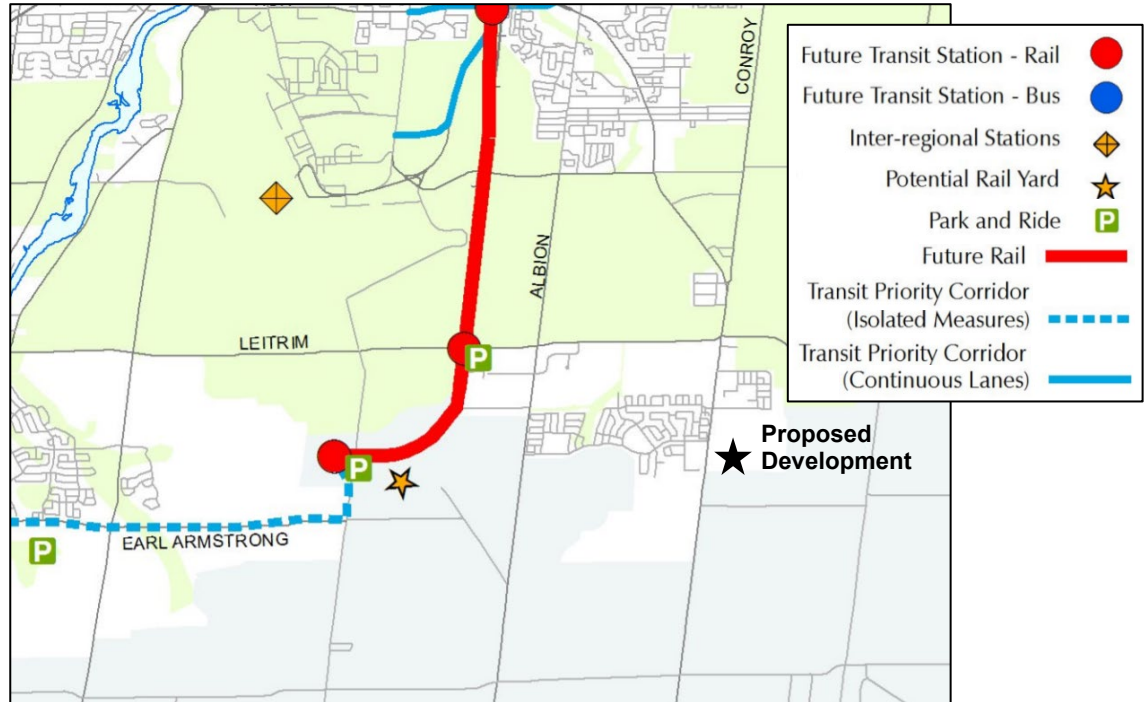 CONROY
ALBION
LEITRIM
P
P
P
EARL ARMSTRONG
Proposed
Development
Future Transit Station - Rail
Future Transit Station - Bus
Inter-regional Stations
Potential Rail Yard
Park and Ride
P
Future Rail
Transit Priority Corridor
(Isolated Measures)
Transit Priority Corridor
(Continuous Lanes)